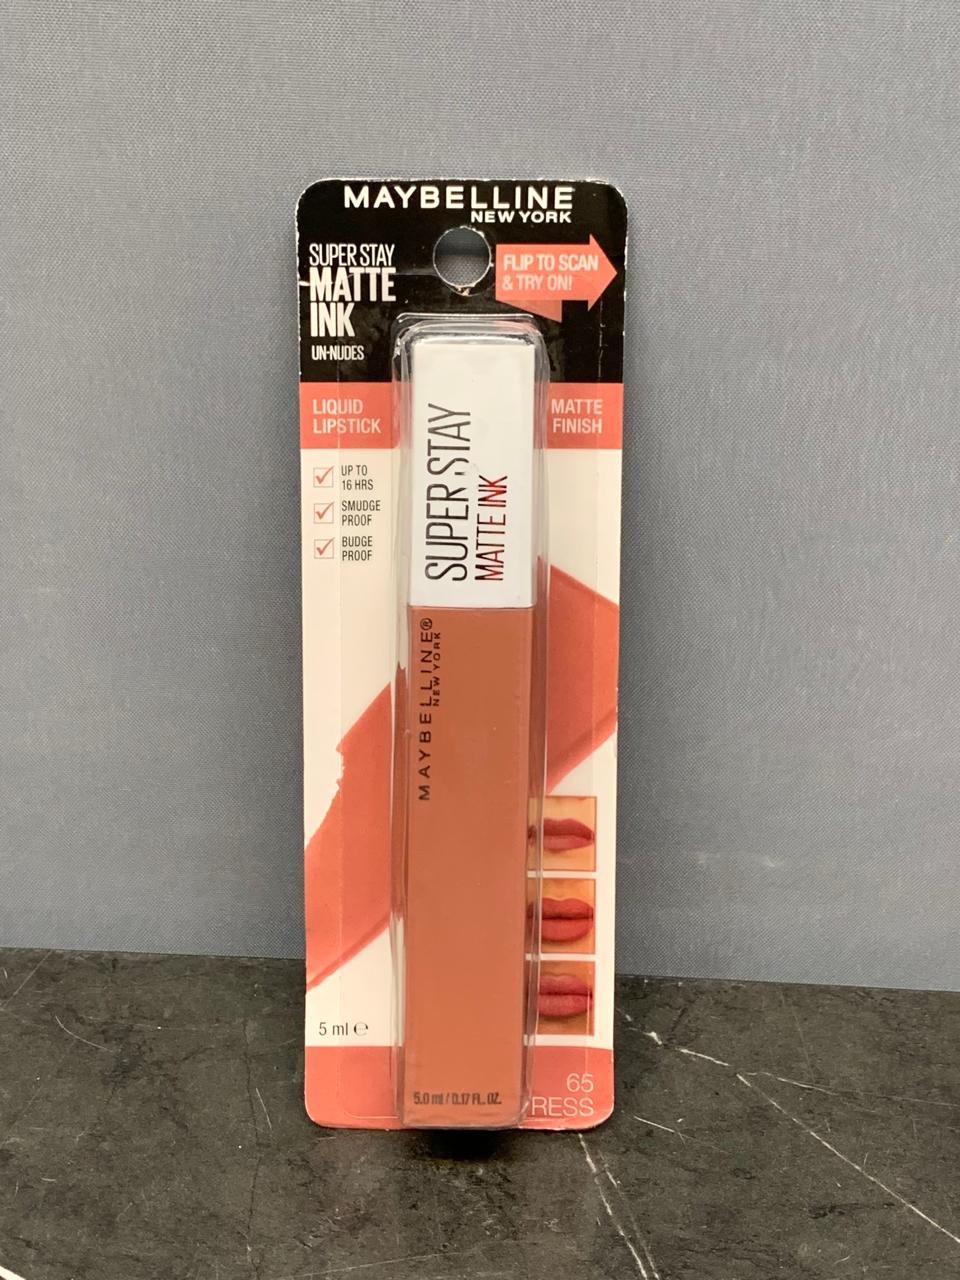 MAYBELLINE
NEW YORK
SUPER STAY
MATTE
INK
UN-NUDES
FLIP TO SCAN
& TRY ON!
LIQUID
LIPSTICK
MATTE
FINISH
UP TO
16 HRS
SMUDGE
PROOF
BUDGE
PROOF
SUPER STAY
MATTE INK
MAYBELLINE®
NEW YORK
5 ml ℮
5.0 ml / 0.17 FL. OZ.
65
RESS